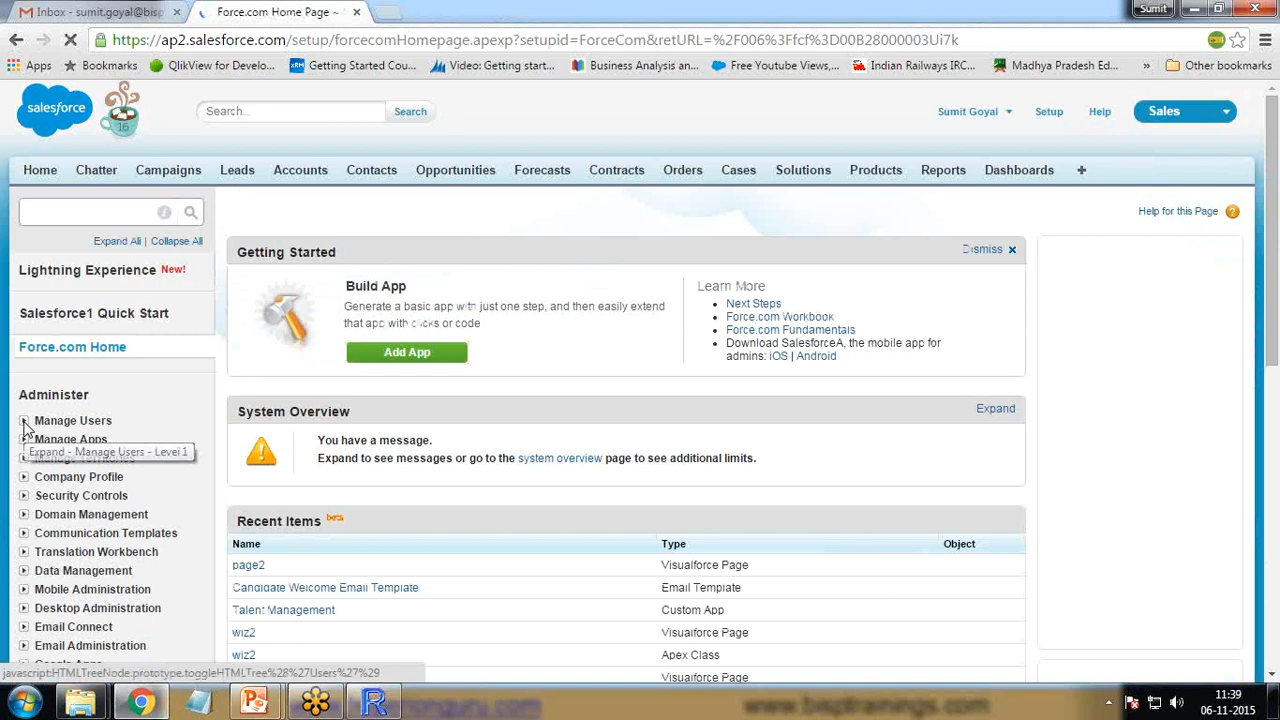 Inbox - sumit.goyal@bisp
Force.com Home Page ~
Sumit
https://ap2.salesforce.com/setup/forcecomHomepage.apexp?setupid=ForceCom&retURL=%2F006%3Ffcf%3D00B28000003Ui7k
Apps
Bookmarks
QlikView for Develo...
Getting Started Cou...
Video: Getting start...
Business Analysis an...
Free Youtube Views,...
Indian Railways IRC...
Madhya Pradesh Ed...
»
Other bookmarks
salesforce
16
Search...
Search
Sumit Goyal
Setup
Help
Sales
Home
Chatter
Campaigns
Leads
Accounts
Contacts
Opportunities
Forecasts
Contracts
Orders
Cases
Solutions
Products
Reports
Dashboards
+
Expand All | Collapse All
Lightning Experience New!
Salesforce1 Quick Start
Force.com Home
Administer
Manage Users
Manage Apps
Expand - Manage Users - Level 1
Company Profile
Security Controls
Domain Management
Communication Templates
Translation Workbench
Data Management
Mobile Administration
Desktop Administration
Email Connect
Email Administration
Google Apps
Help for this Page
Getting Started
Dismiss
Build App
Generate a basic app with just one step, and then easily extend
that app with clicks or code
Add App
Learn More
Next Steps
Force.com Workbook
Force.com Fundamentals
Download SalesforceA, the mobile app for
admins: iOS | Android
System Overview
Expand
You have a message.
Expand to see messages or go to the system overview page to see additional limits.
Recent Items beta
Name Type Object
page2 Visualforce Page
Candidate Welcome Email Template Email Template
Talent Management Custom App
wiz2 Visualforce Page
wiz2 Apex Class
Visualforce Page
javascript:HTMLTreeNode.prototype.toggleHTMLTree%28%27Users%27%29
www.bisptrainings.com
11:39
06-11-2015